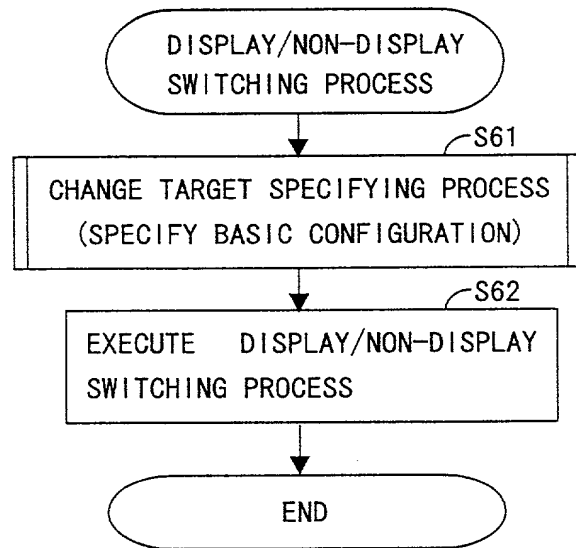 DISPLAY/NON-DISPLAY
SWITCHING PROCESS
S61
CHANGE TARGET SPECIFYING PROCESS
(SPECIFY BASIC CONFIGURATION)
S62
EXECUTE DISPLAY/NON-DISPLAY
SWITCHING PROCESS
END